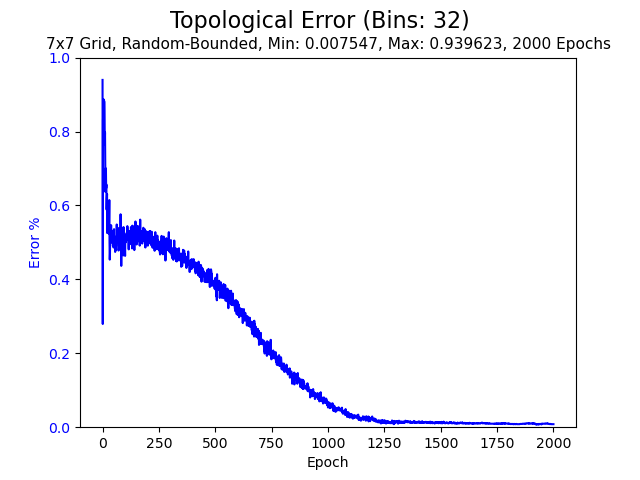 Topological Error (Bins: 32)
7x7 Grid, Random-Bounded, Min: 0.007547, Max: 0.939623, 2000 Epochs
1.0
0.8
0.6
0.4
0.2
0.0
Error %
0 250 500 750 1000 1250 1500 1750 2000
Epoch